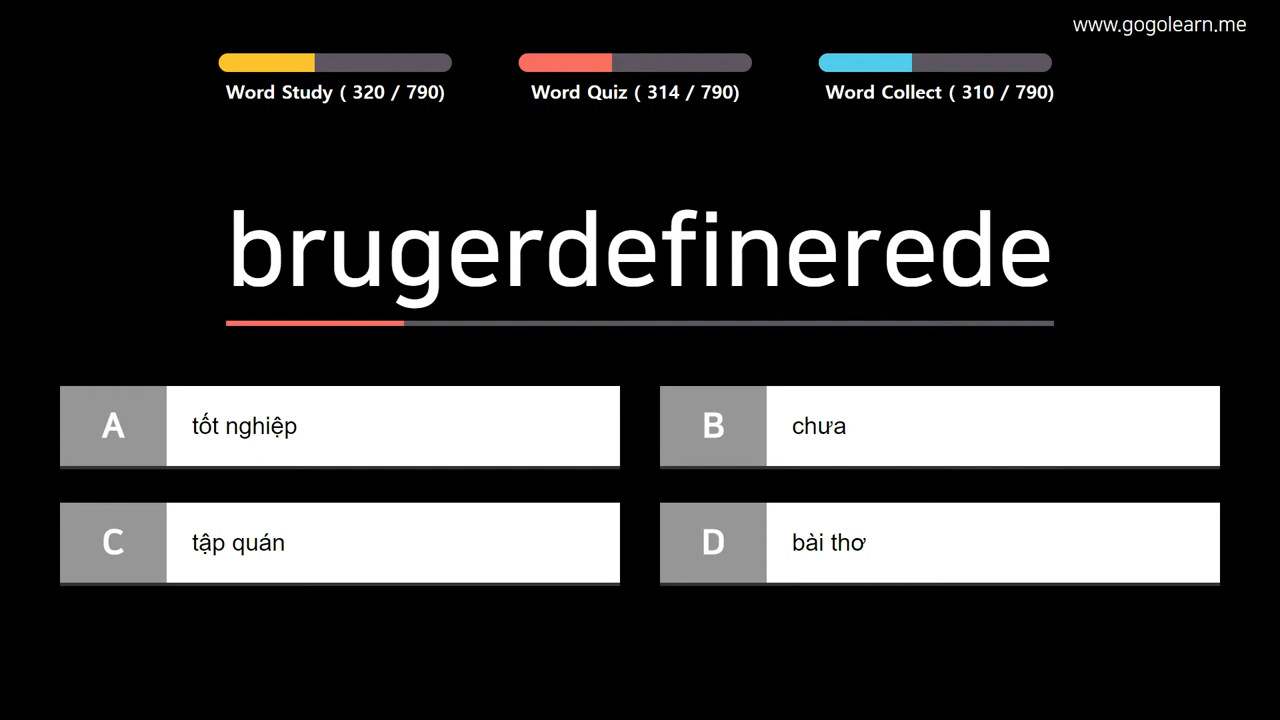 www.gogolearn.me
Word Study ( 320 / 790)
Word Quiz ( 314 / 790)
Word Collect ( 310 / 790)
brugerdefinerede
A tốt nghiệp
B chưa
C tập quán
D bài thơ